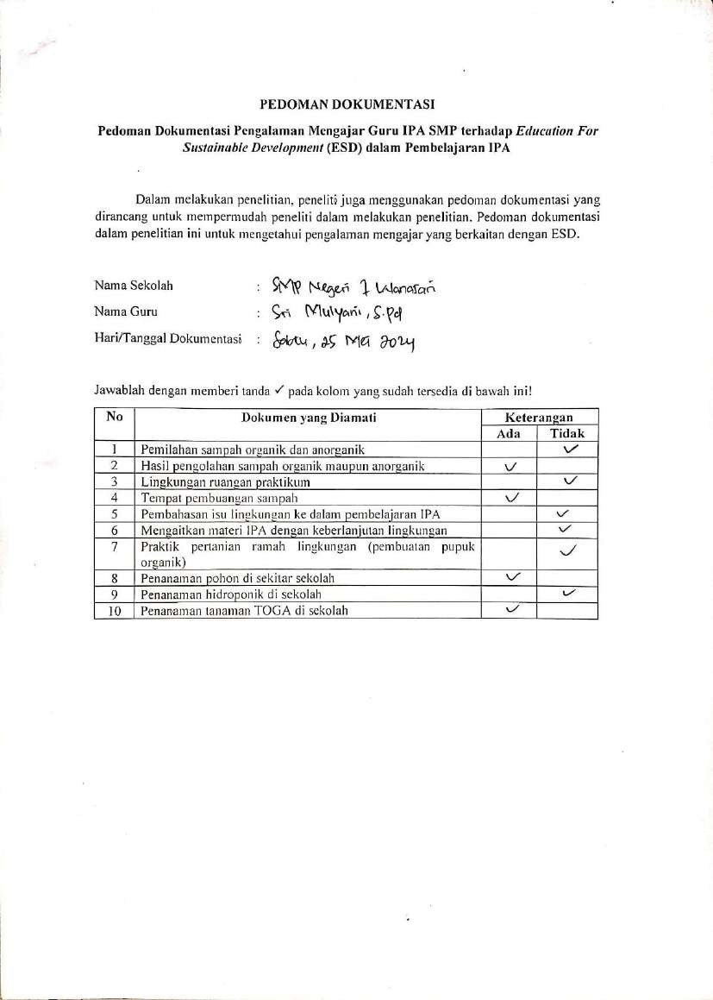 PEDOMAN DOKUMENTASI
Pedoman Dokumentasi Pengalaman Mengajar Guru IPA SMP terhadap Education For
Sustainable Development (ESD) dalam Pembelajaran IPA
Dalam melakukan penelitian, peneliti juga menggunakan pedoman dokumentasi yang
dirancang untuk mempermudah peneliti dalam melakukan penelitian. Pedoman dokumentasi
dalam penelitian ini untuk mengetahui pengalaman mengajar yang berkaitan dengan ESD.
Nama Sekolah : SMP Negeri 1 Wanasari
Nama Guru : Sri Mulyani, S.Pd
Hari/Tanggal Dokumentasi : Sabtu, 25 Mei 2024
Jawablah dengan memberi tanda ✓ pada kolom yang sudah tersedia di bawah ini!
No Dokumen yang Diamati Keterangan
Ada Tidak
1 Pemilahan sampah organik dan anorganik ✓
2 Hasil pengolahan sampah organik maupun anorganik ✓
3 Lingkungan ruangan praktikum ✓
4 Tempat pembuangan sampah ✓
5 Pembahasan isu lingkungan ke dalam pembelajaran IPA ✓
6 Mengaitkan materi IPA dengan keberlanjutan lingkungan ✓
7 Praktik pertanian ramah lingkungan (pembuatan pupuk
organik) ✓
8 Penanaman pohon di sekitar sekolah ✓
9 Penanaman hidroponik di sekolah ✓
10 Penanaman tanaman TOGA di sekolah ✓